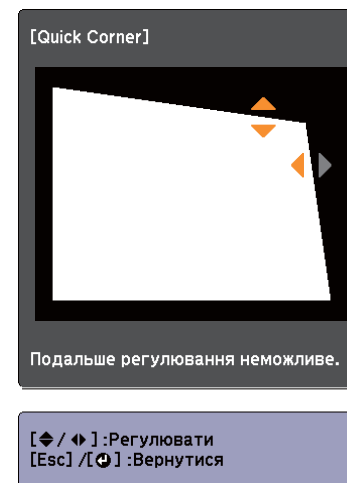 [Quick Corner]
Подальше регулювання неможливе.
[◆/◆] :Регулювати
[Esc] /[↵] :Вернутися